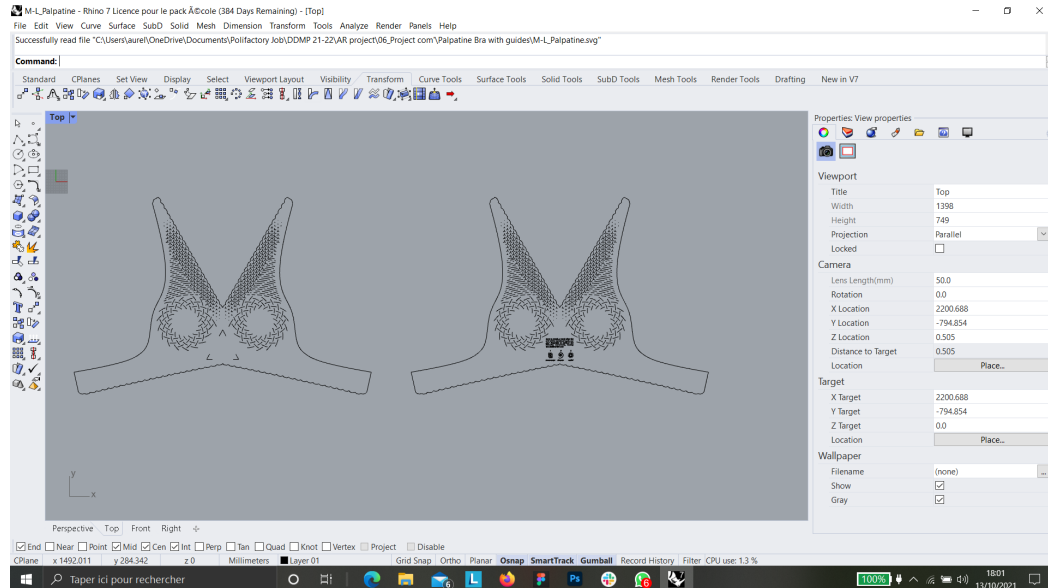 M-L_Palpatine - Rhino 7 Licence pour le pack Ã©cole (384 Days Remaining) - [Top]
File Edit View Curve Surface SubD Solid Mesh Dimension Transform Tools Analyze Render Panels Help
Successfully read file "C:\Users\aurel\OneDrive\Documents\Polifactory Job\DDMP 21-22\AR project\06_Project com'\Palpatine Bra with guides\M-L_Palpatine.svg"
Command:
Standard CPlanes Set View Display Select Viewport Layout Visibility Transform Curve Tools Surface Tools Solid Tools SubD Tools Mesh Tools Render Tools Drafting New in V7
Top
Properties: View properties
Viewport
Title Top
Width 1398
Height 749
Projection Parallel
Locked
Camera
Lens Length(mm) 50.0
Rotation 0.0
X Location 2200.688
Y Location -794.854
Z Location 0.505
Distance to Target 0.505
Location Place...
Target
X Target 2200.688
Y Target -794.854
Z Target 0.0
Location Place...
Wallpaper
Filename (none) ...
Show
Gray
y
x
Perspective Top Front Right
End Near Point Mid Cen Int Perp Tan Quad Knot Vertex Project Disable
CPlane x 1492.011 y 284.342 z 0 Millimeters Layer 01 Grid Snap Ortho Planar Osnap SmartTrack Gumball Record History Filter CPU use: 1.3 %
Taper ici pour rechercher
6 L Ps 6 100% 18:01
13/10/2021